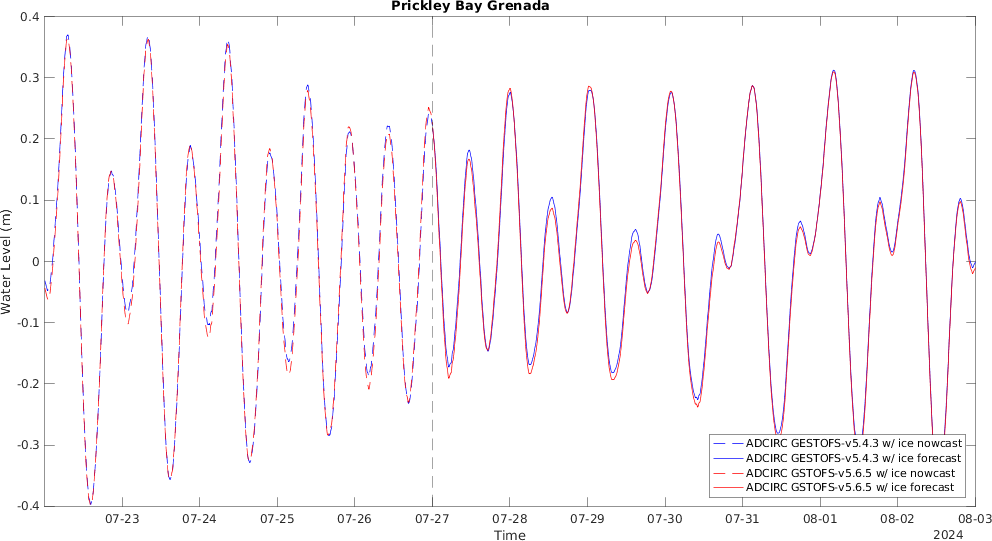 Prickley Bay Grenada
0.4
0.3
0.2
0.1
0
-0.1
-0.2
-0.3
-0.4
Water Level (m)
ADCIRC GESTOFS-v5.4.3 w/ ice nowcast
ADCIRC GESTOFS-v5.4.3 w/ ice forecast
ADCIRC GSTOFS-v5.6.5 w/ ice nowcast
ADCIRC GSTOFS-v5.6.5 w/ ice forecast
07-23 07-24 07-25 07-26 07-27 07-28 07-29 07-30 07-31 08-01 08-02 08-03
Time
2024